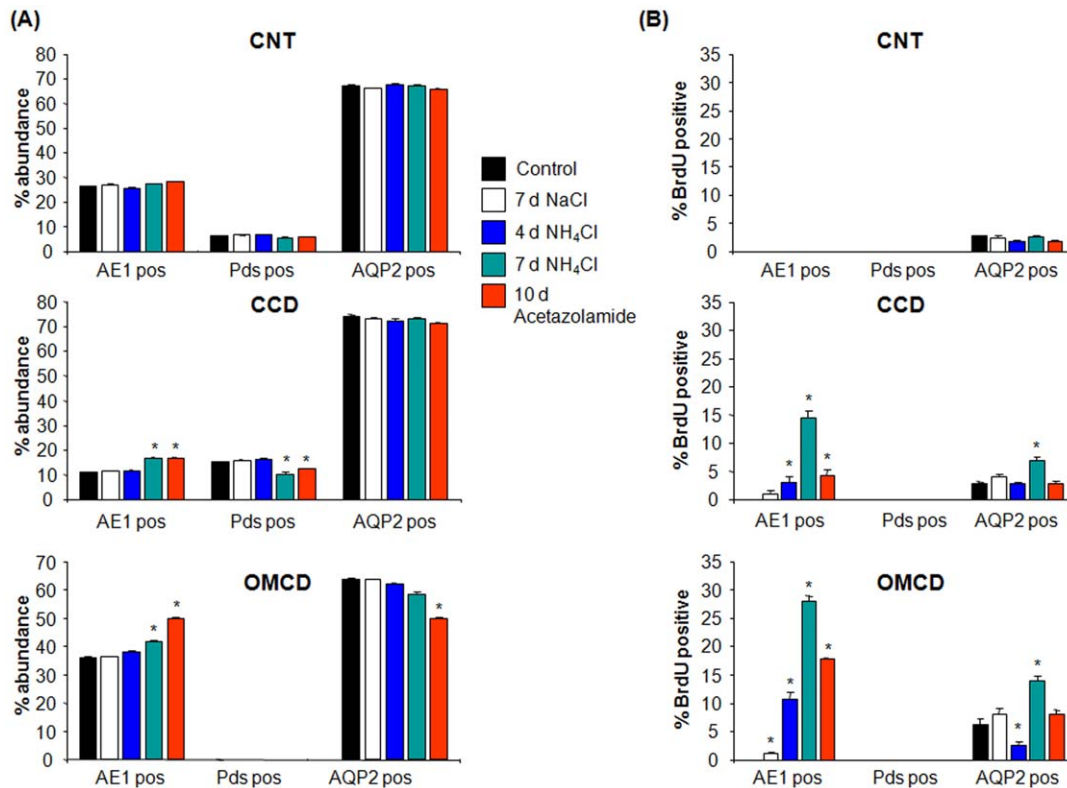 (A)
CNT
% abundance
80
70
60
50
40
30
20
10
0
AE1 pos Pds pos AQP2 pos
Control
7 d NaCl
4 d NH₄Cl
7 d NH₄Cl
10 d
Acetazolamide
CCD
% abundance
80
70
60
50
40
30
20
10
0
* * * *
AE1 pos Pds pos AQP2 pos
OMCD
% abundance
70
60
50
40
30
20
10
0
* * *
AE1 pos Pds pos AQP2 pos
(B)
CNT
% BrdU positive
35
30
25
20
15
10
5
0
AE1 pos Pds pos AQP2 pos
CCD
% BrdU positive
35
30
25
20
15
10
5
0
* * * *
AE1 pos Pds pos AQP2 pos
OMCD
% BrdU positive
35
30
25
20
15
10
5
0
* * * * * *
AE1 pos Pds pos AQP2 pos